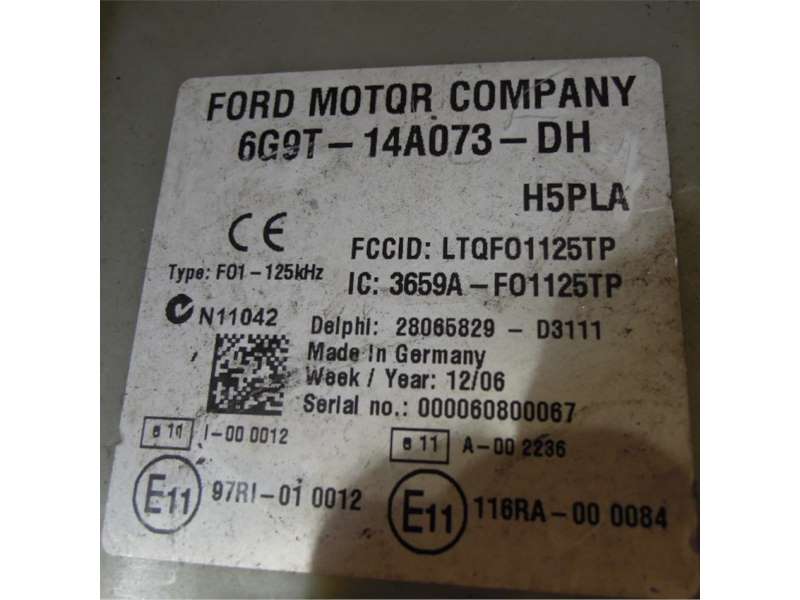 FORD MOTOR COMPANY
6G9T-14A073-DH
H5PLA
CE
FCCID: LTQFO1125TP
Type: FO1-125kHz
IC: 3659A-FO1125TP
N11042
Delphi: 28065829-D3111
Made In Germany
Week / Year: 12/06
Serial no.: 000060800067
e 11 I-00 0012
e 11 A-00 2236
E11 97RI-01 0012
E11 116RA-00 0084